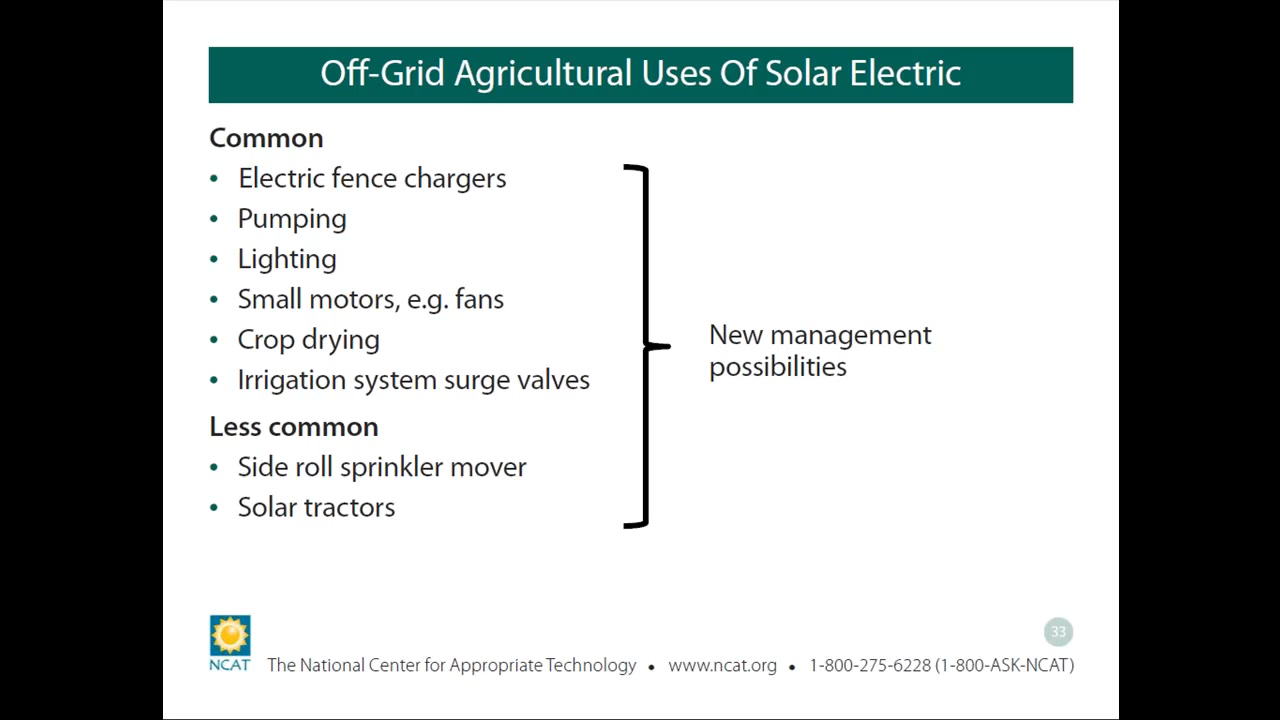 Off-Grid Agricultural Uses Of Solar Electric
Common
• Electric fence chargers
• Pumping
• Lighting
• Small motors, e.g. fans
• Crop drying
• Irrigation system surge valves
New management
possibilities
Less common
• Side roll sprinkler mover
• Solar tractors
33
NCAT The National Center for Appropriate Technology • www.ncat.org • 1-800-275-6228 (1-800-ASK-NCAT)